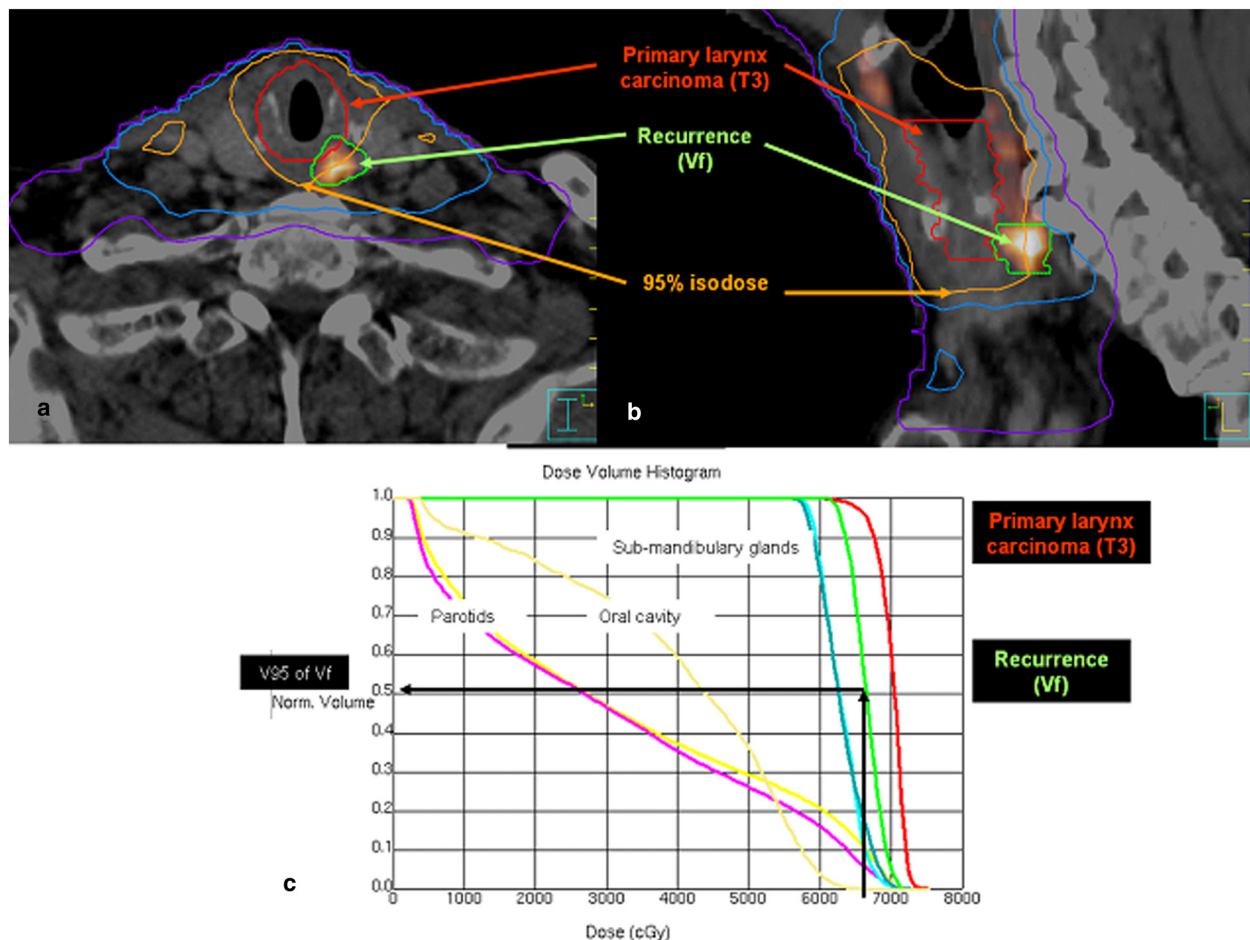 Primary larynx
carcinoma (T3)
Recurrence
(Vf)
95% isodose
a
b
Dose Volume Histogram
1.0
0.9
0.8
0.7
0.6
0.5
0.4
0.3
0.2
0.1
0.0
Sub-mandibulary glands
Parotids
Oral cavity
V95 of Vf
Norm. Volume
Primary larynx
carcinoma (T3)
Recurrence
(Vf)
c
0 1000 2000 3000 4000 5000 6000 7000 8000
Dose (cGy)